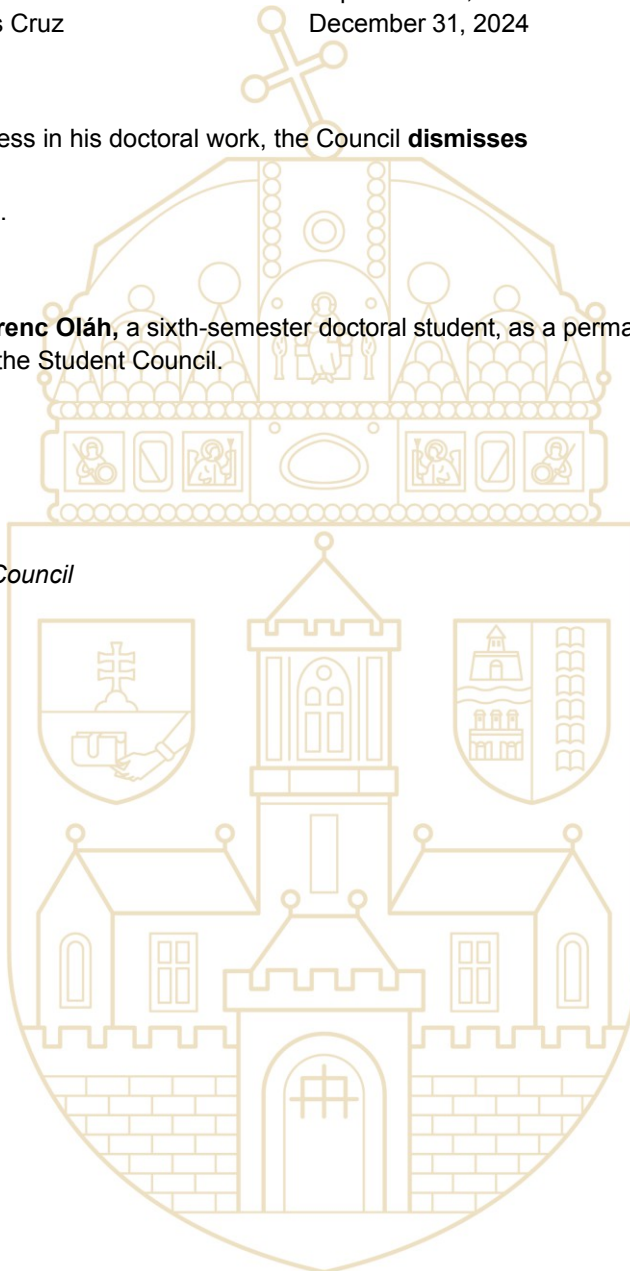 s Cruz December 31, 2024
ess in his doctoral work, the Council dismisses
.
renc Oláh, a sixth-semester doctoral student, as a perma
the Student Council.
Council